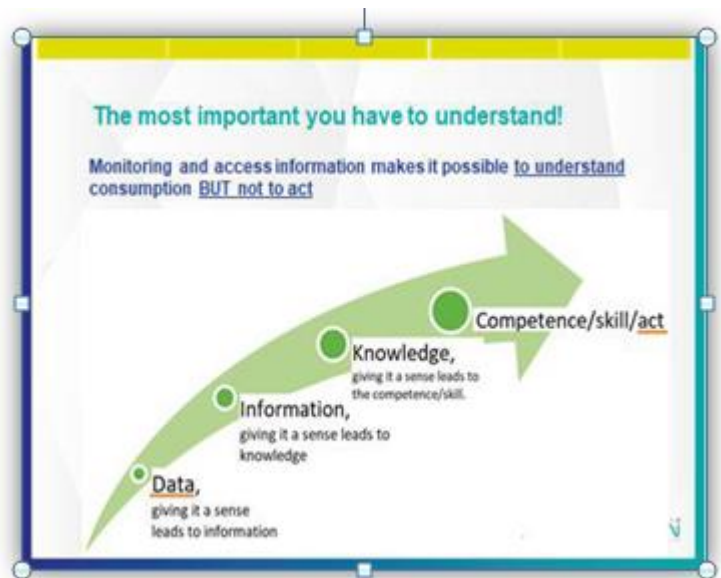 The most important you have to understand!
Monitoring and access information makes it possible to understand
consumption BUT not to act
Competence/skill/act
Knowledge,
giving it a sense leads to
the competence/skill.
Information,
giving it a sense leads to
knowledge
Data,
giving it a sense
leads to information